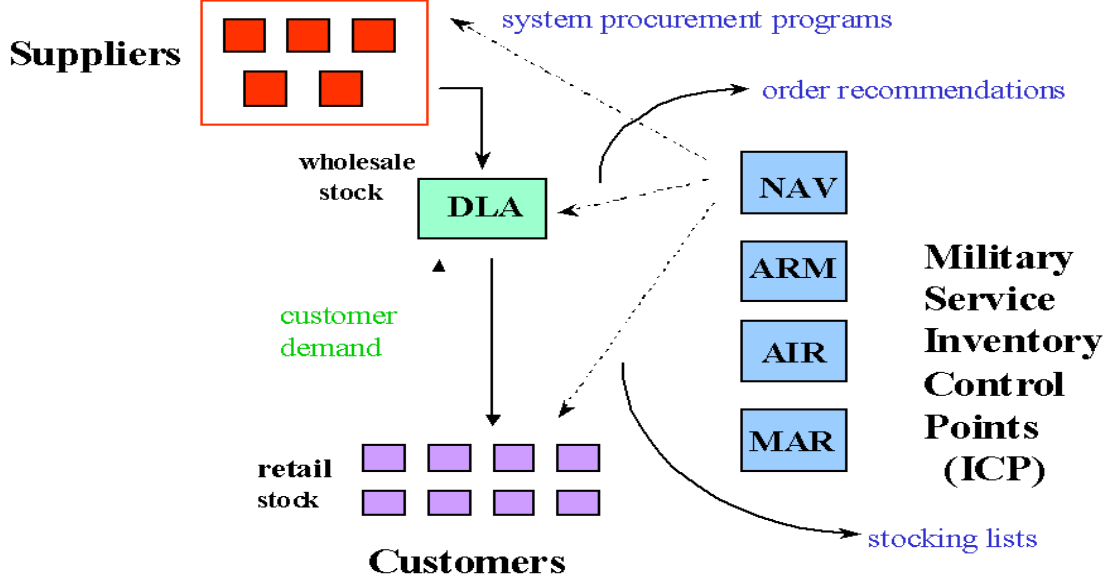 system procurement programs
Suppliers
order recommendations
wholesale
stock
NAV
DLA
ARM
Military
Service
customer
demand
AIR
Inventory
Control
MAR
Points
(ICP)
retail
stock
stocking lists
Customers